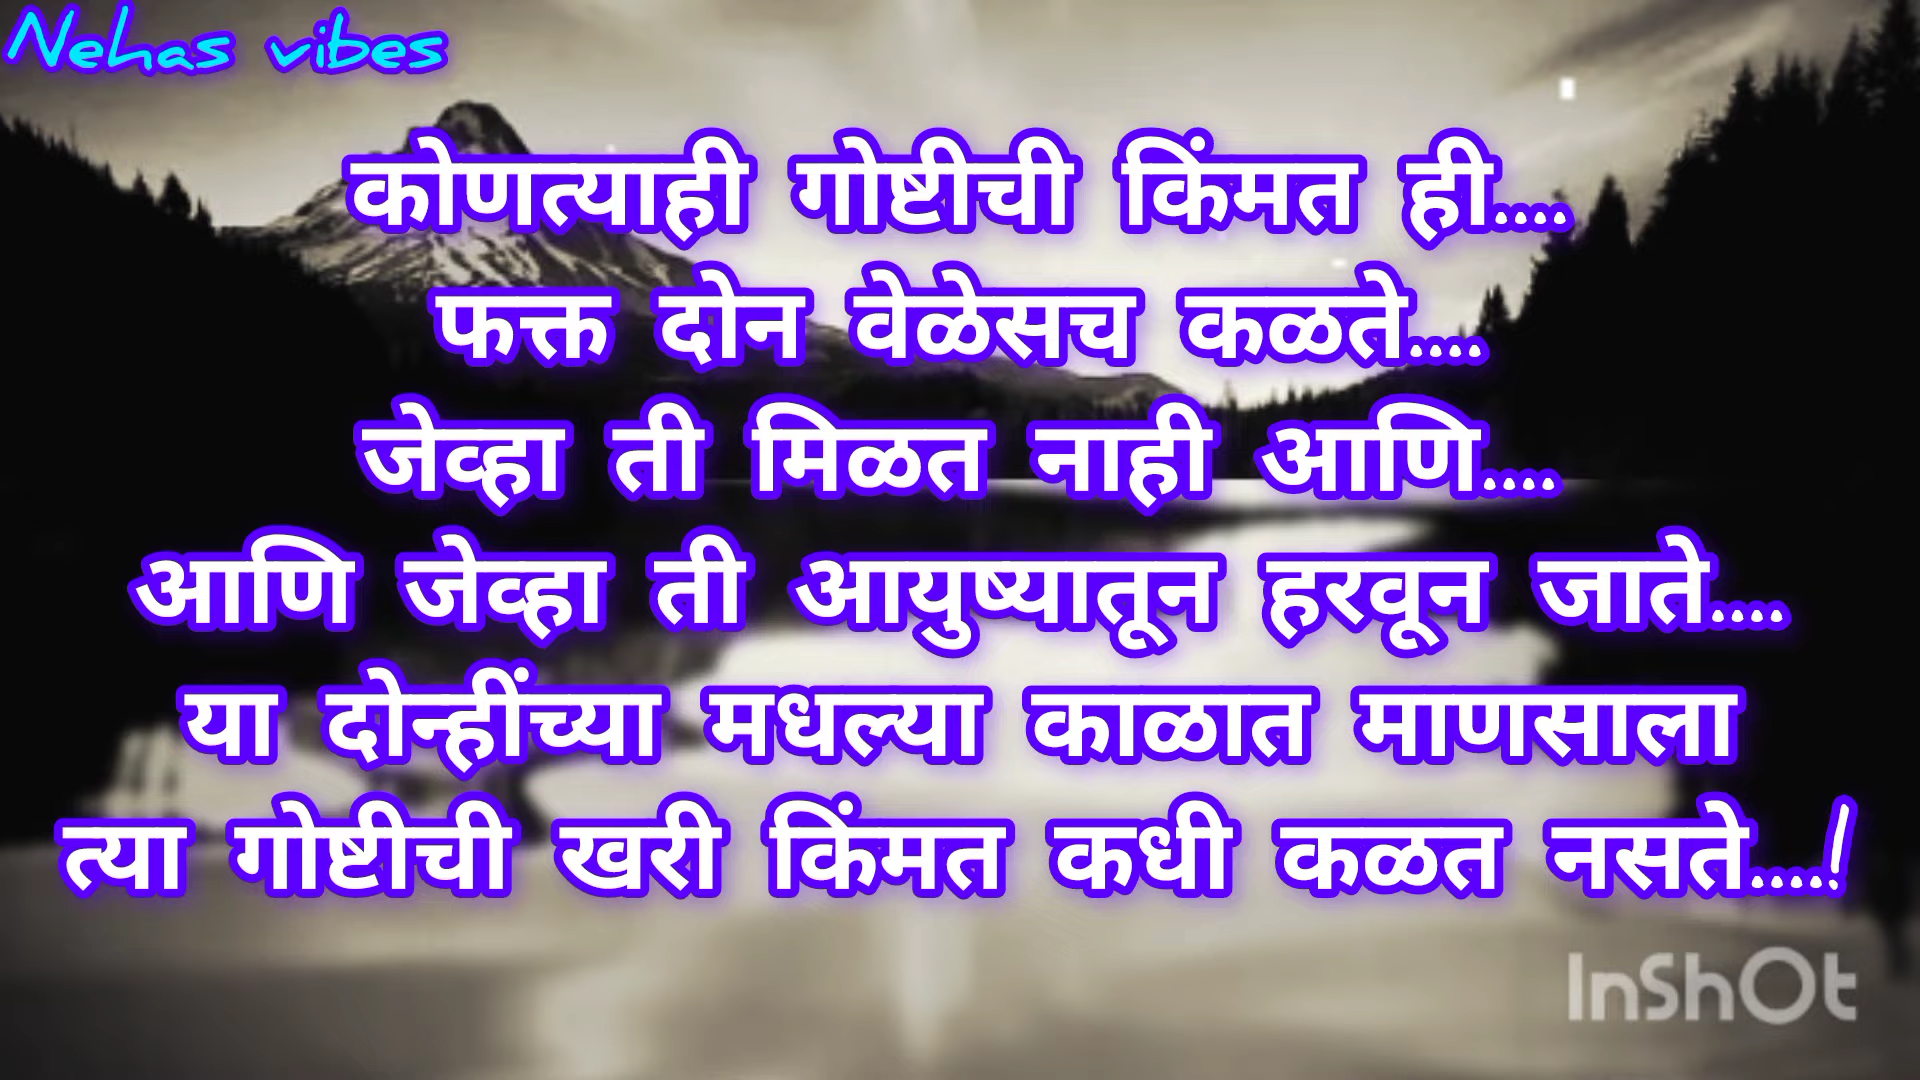 Nehas vibes
कोणत्याही गोष्टीची किंमत ही....
फक्त दोन वेळेसच कळते....
जेव्हा ती मिळत नाही आणि....
आणि जेव्हा ती आयुष्यातून हरवून जाते....
या दोन्हींच्या मधल्या काळात माणसाला
त्या गोष्टीची खरी किंमत कधी कळत नसते....!
InShOt